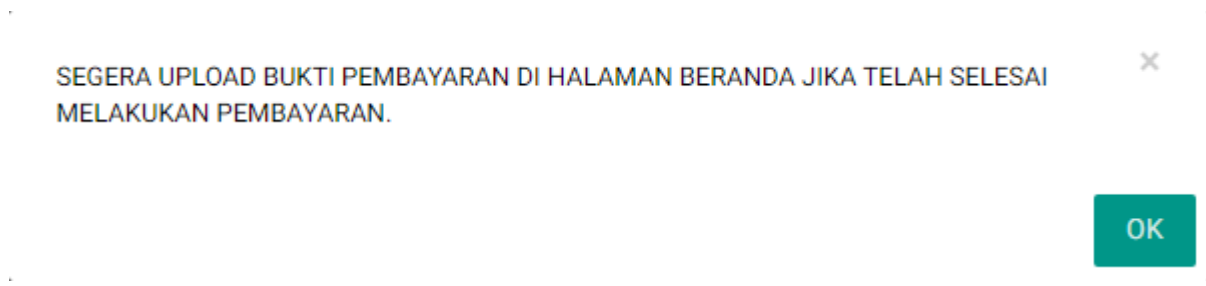 SEGERA UPLOAD BUKTI PEMBAYARAN DI HALAMAN BERANDA JIKA TELAH SELESAI
MELAKUKAN PEMBAYARAN.
×
OK